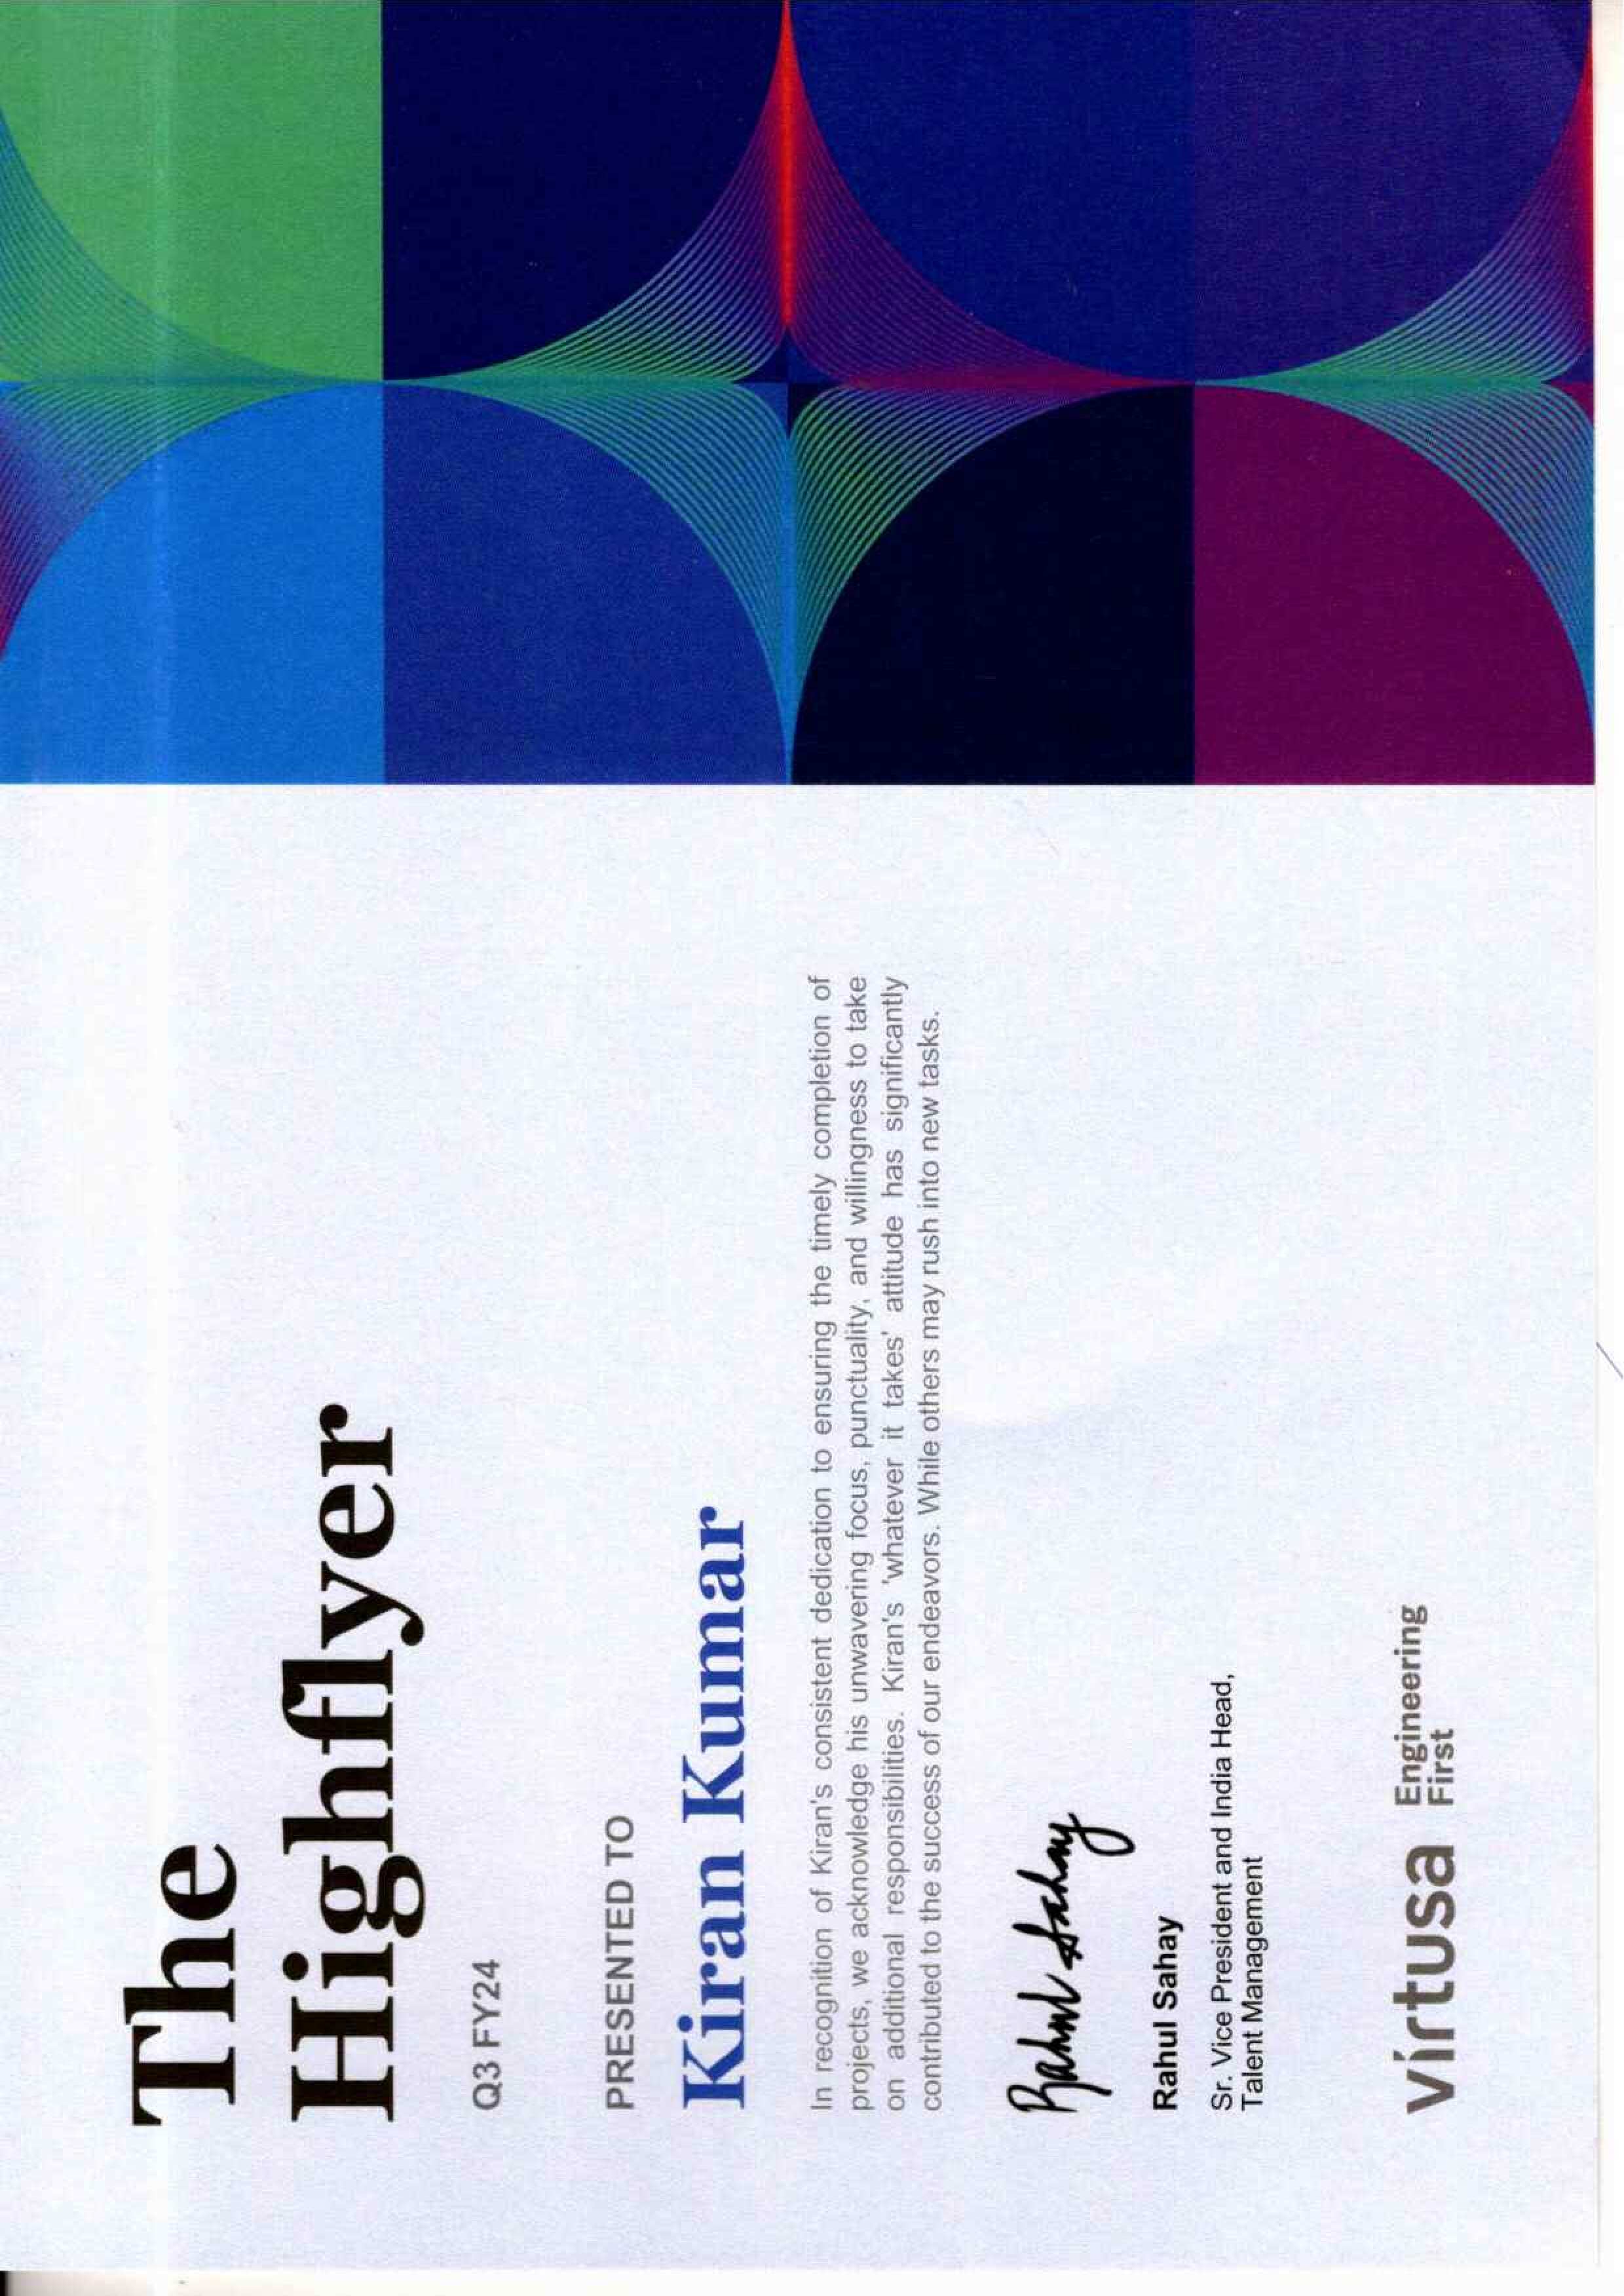 The
Highflyer
Q3 FY24
PRESENTED TO
Kiran Kumar
In recognition of Kiran's consistent dedication to ensuring the timely completion of
projects, we acknowledge his unwavering focus, punctuality, and willingness to take
on additional responsibilities. Kiran's 'whatever it takes' attitude has significantly
contributed to the success of our endeavors. While others may rush into new tasks.
Rahul Sahay
Rahul Sahay
Sr. Vice President and India Head,
Talent Management
virtusa Engineering
First